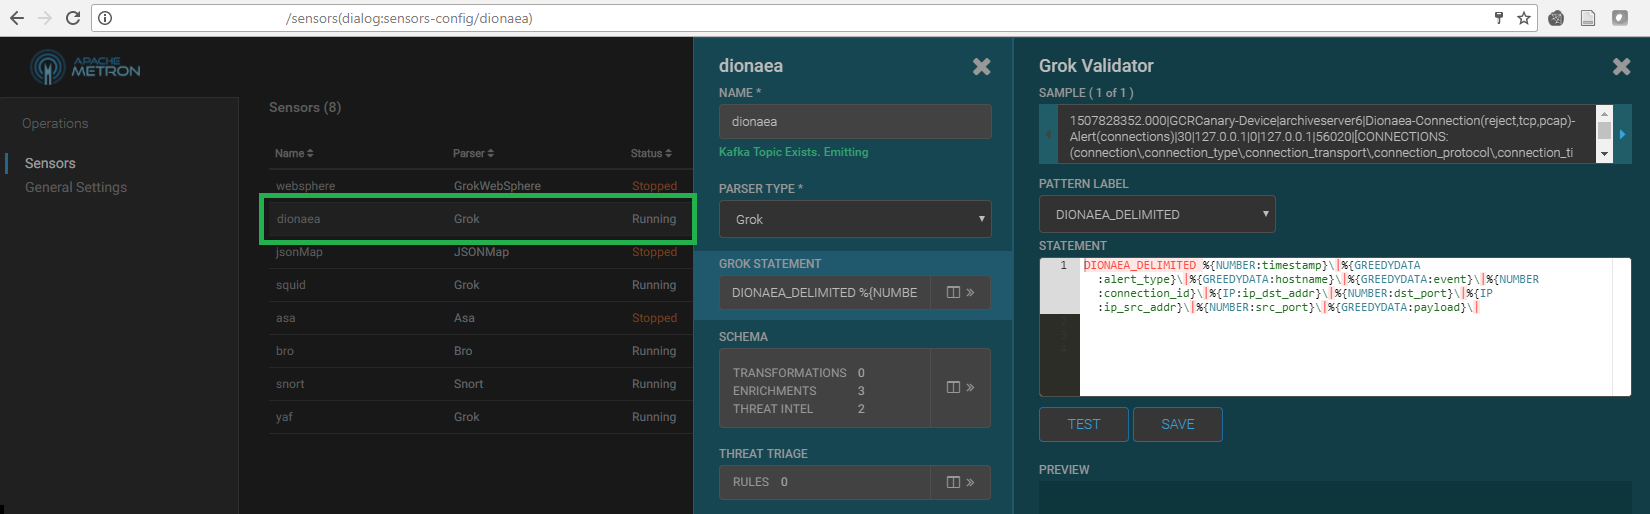 /sensors(dialog:sensors-config/dionaea)
APACHE
METRON
Operations
Sensors
General Settings
Sensors (8)
Name Parser Status
websphere GrokWebSphere Stopped
dionaea Grok Running
jsonMap JSONMap Stopped
squid Grok Running
asa Asa Stopped
bro Bro Running
snort Snort Running
yaf Grok Running
dionaea
NAME *
dionaea
Kafka Topic Exists. Emitting
PARSER TYPE *
Grok
GROK STATEMENT
DIONAEA_DELIMITED %{NUMBE
SCHEMA
TRANSFORMATIONS 0
ENRICHMENTS 3
THREAT INTEL 2
THREAT TRIAGE
RULES 0
Grok Validator
SAMPLE ( 1 of 1 )
1507828352.000|GCRCanary-Device|archiveserver6|Dionaea-Connection(reject,tcp,pcap)-
Alert(connections)|30|127.0.0.1|0|127.0.0.1|56020|[CONNECTIONS:
(connection\,connection_type\,connection_transport\,connection_protocol\,connection_ti
PATTERN LABEL
DIONAEA_DELIMITED
STATEMENT
1 DIONAEA_DELIMITED %{NUMBER:timestamp}\|%{GREEDYDATA
:alert_type}\|%{GREEDYDATA:hostname}\|%{GREEDYDATA:event}\|%{NUMBER
:connection_id}\|%{IP:ip_dst_addr}\|%{NUMBER:dst_port}\|%{IP
:ip_src_addr}\|%{NUMBER:src_port}\|%{GREEDYDATA:payload}\|
TEST SAVE
PREVIEW